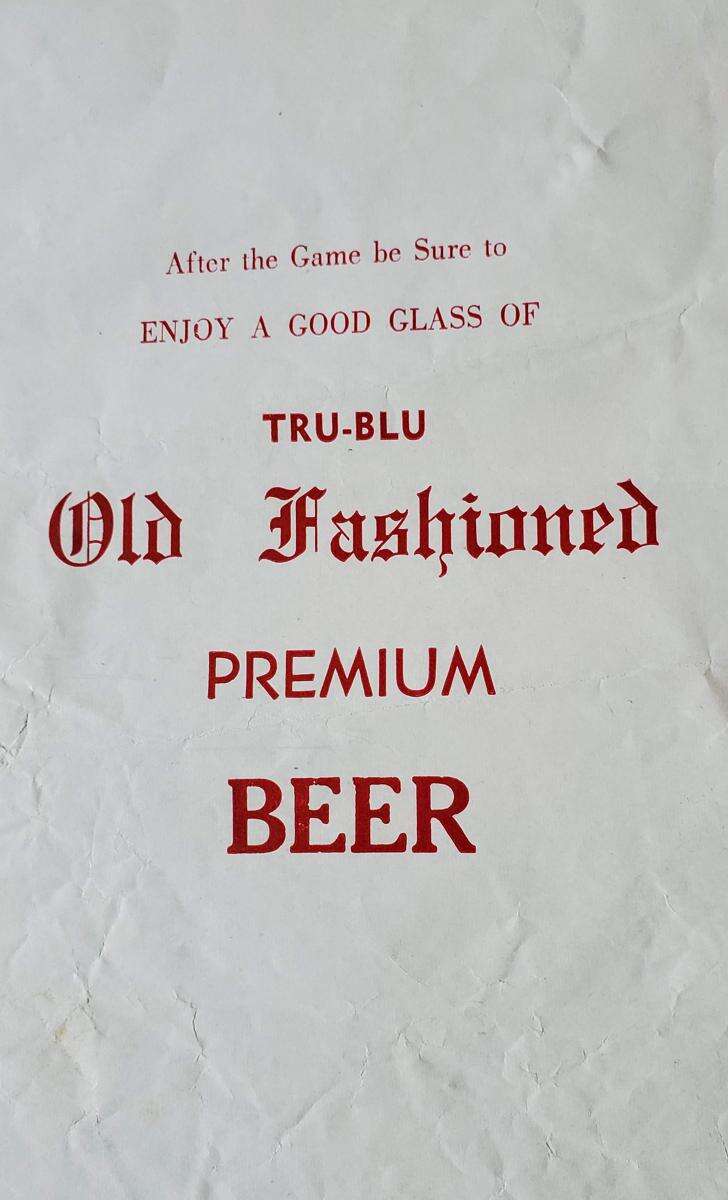 After the Game be Sure to
ENJOY A GOOD GLASS OF
TRU-BLU
Old Fashioned
PREMIUM
BEER